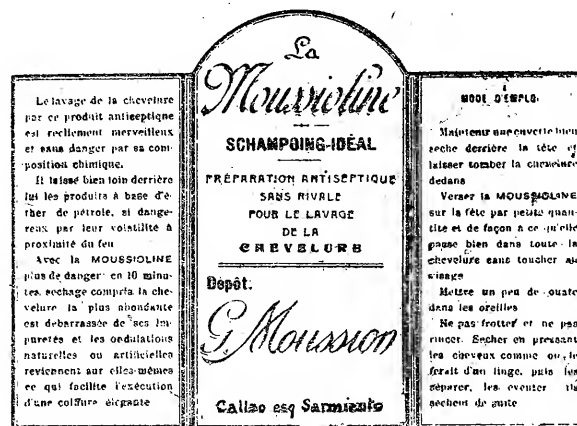 Le lavage de la chevelure
par ce produit antiseptique
est reellement merveilleux
et sans danger par sa com-
position chimique.
Il laisse bien loin derrière
lui les produits à base d'é-
ther de pétrole, si dange-
reux par leur volatilité à
proximité du feu
Avec la MOUSSIOLINE
plus de danger: en 10 minu-
tes, sechage compris, la che-
velure la plus abondante
est debarrassée de ses im-
puretés et les ondulations
naturelles ou artificielles
reviennent sur elles-mêmes
ce qui facilite l'exécution
d'une coiffure élégante
La
Moussioline
SCHAMPOING-IDÉAL
PRÉPARATION ANTISEPTIQUE
SANS RIVALE
POUR LE LAVAGE
DE LA
CHEVELURE
Depôt:
G. Moussion
Callao esq Sarmiento
MODE D'EMPLOI
Maintenir une cuvette bien
seche derrière la tête et
laisser tomber la chevelure
dedans
Verser la MOUSSIOLINE
sur la tête par petite quan-
tite et de façon a ce qu'elle
passe bien dans toute la
chevelure sans toucher au
visage
Mettre un peu de ouate
dans les oreilles
Ne pas frotter et ne pas
rincer. Secher en pressant
les cheveux comme on le
ferait d'un linge, puis les
séparer, les eventer
sechent de suite